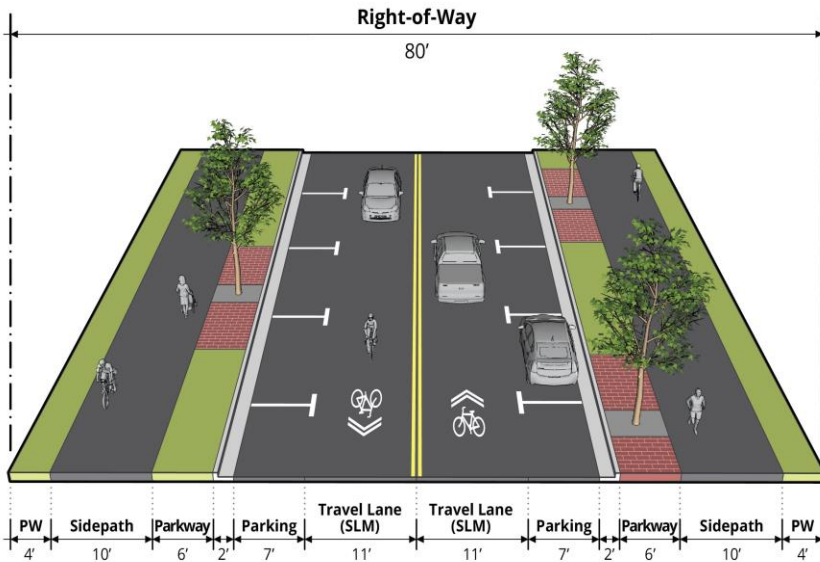 Right-of-Way
80’
PW
Sidepath
Parkway
Parking
Travel Lane
(SLM)
Travel Lane
(SLM)
Parking
Parkway
Sidepath
PW
4’
10’
6’
2’
7’
11’
11’
7’
2’
6’
10’
4’